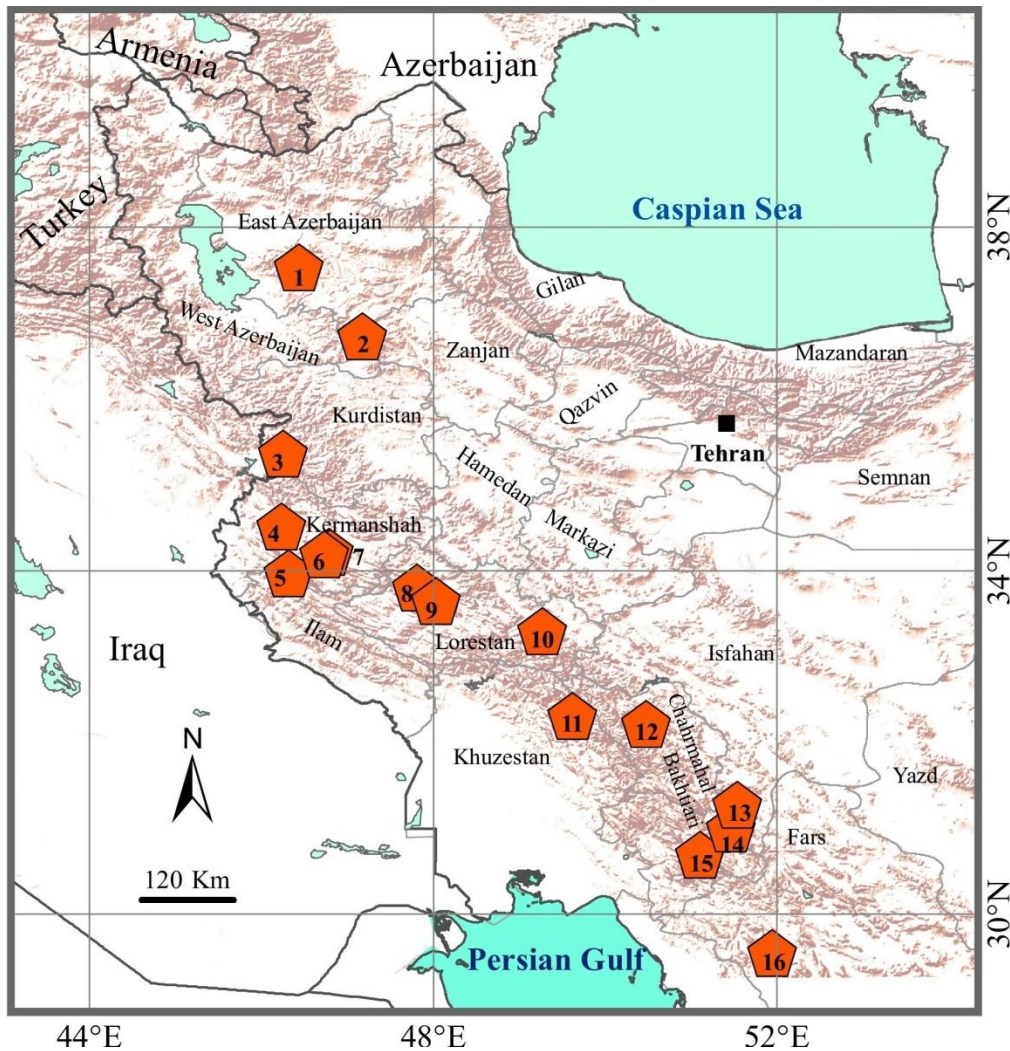 Armenia
Azerbaijan
Turkey
Caspian Sea
East Azerbaijan
38°N
1
Gilan
West Azerbaijan
2
Zanjan
Mazandaran
Qazvin
Kurdistan
Tehran
3
Hamedan
Semnan
Markazi
4
Kermanshah
6
7
5
34°N
8
9
Ilam
Lorestan
10
Iraq
Isfahan
11
12
Chahrmahal
Bakhtiari
N
Khuzestan
Yazd
13
14
Fars
15
120 Km
30°N
Persian Gulf
16
44°E
48°E
52°E